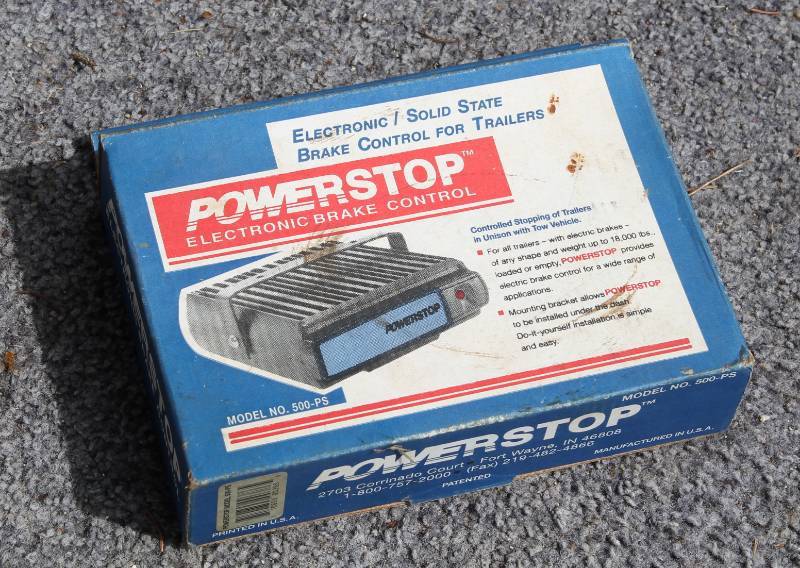 ELECTRONIC / SOLID STATE
BRAKE CONTROL FOR TRAILERS
POWERSTOP™
ELECTRONIC BRAKE CONTROL
Controlled Stopping of Trailers
in Unison with Tow Vehicle.
■ For all trailers – with electric brakes –
of any shape and weight up to 18,000 lbs.,
loaded or empty, POWERSTOP provides
electric brake control for a wide range of
applications.
■ Mounting bracket allows POWERSTOP
to be installed under the dash.
Do-it-yourself installation is simple
and easy.
POWERSTOP
MODEL NO. 500-PS
MODEL NO. 500-PS
POWERSTOP™
2703 Corrinado Court - Fort Wayne, IN 46808
1-800-757-2000 - (Fax) 219-482-4866
PATENTED
MANUFACTURED IN U.S.A.
PRINTED IN U.S.A.